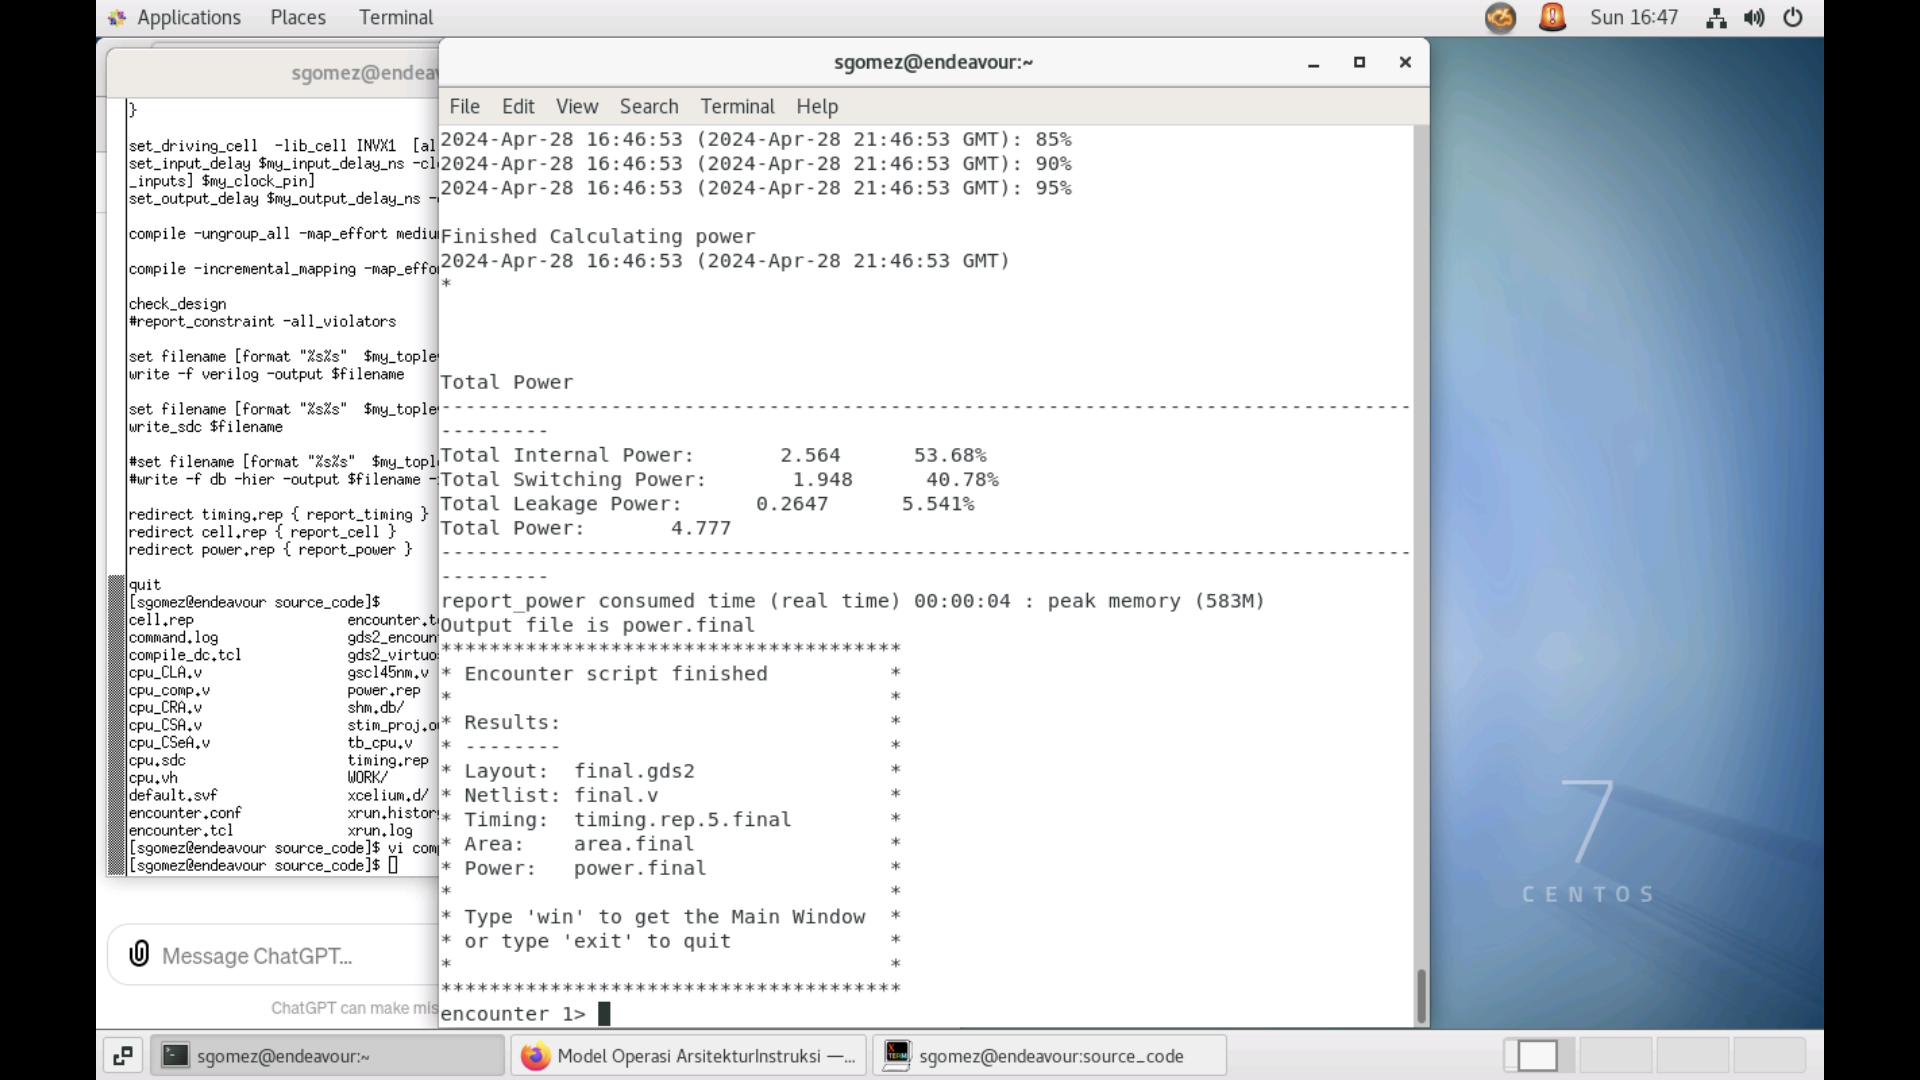 Applications Places Terminal Sun 16:47
sgomez@endea
}
set_driving_cell -lib_cell INVX1 [al
set_input_delay $my_input_delay_ns -cl
_inputs] $my_clock_pin]
set_output_delay $my_output_delay_ns -
compile -ungroup_all -map_effort mediu
compile -incremental_mapping -map_effo
check_design
#report_constraint -all_violators
set filename [format "%s%s" $my_tople
write -f verilog -output $filename
set filename [format "%s%s" $my_tople
write_sdc $filename
#set filename [format "%s%s" $my_topl
#write -f db -hier -output $filename -
redirect timing.rep { report_timing }
redirect cell.rep { report_cell }
redirect power.rep { report_power }
quit
[sgomez@endeavour source_code]$
cell.rep encounter.t
command.log gds2_encoun
compile_dc.tcl gds2_virtuo
cpu_CLA.v gscl45nm.v
cpu_comp.v power.rep
cpu_CRA.v shm.db/
cpu_CSA.v stim_proj.o
cpu_CSeA.v tb_cpu.v
cpu.sdc timing.rep
cpu.vh WORK/
default.svf xcelium.d/
encounter.conf xrun.histor
encounter.tcl xrun.log
[sgomez@endeavour source_code]$ vi com
[sgomez@endeavour source_code]$
Message ChatGPT...
ChatGPT can make mis
sgomez@endeavour:~
File Edit View Search Terminal Help
2024-Apr-28 16:46:53 (2024-Apr-28 21:46:53 GMT): 85%
2024-Apr-28 16:46:53 (2024-Apr-28 21:46:53 GMT): 90%
2024-Apr-28 16:46:53 (2024-Apr-28 21:46:53 GMT): 95%
Finished Calculating power
2024-Apr-28 16:46:53 (2024-Apr-28 21:46:53 GMT)
*
Total Power
---------------------------------------------------------------------------------
---------
Total Internal Power: 2.564 53.68%
Total Switching Power: 1.948 40.78%
Total Leakage Power: 0.2647 5.541%
Total Power: 4.777
---------------------------------------------------------------------------------
---------
report_power consumed time (real time) 00:00:04 : peak memory (583M)
Output file is power.final
**************************************
* Encounter script finished *
* *
* Results: *
* -------- *
* Layout: final.gds2 *
* Netlist: final.v *
* Timing: timing.rep.5.final *
* Area: area.final *
* Power: power.final *
* *
* Type 'win' to get the Main Window *
* or type 'exit' to quit *
* *
**************************************
encounter 1>
7
CENTOS
sgomez@endeavour:~ Model Operasi ArsitekturInstruksi —... sgomez@endeavour:source_code